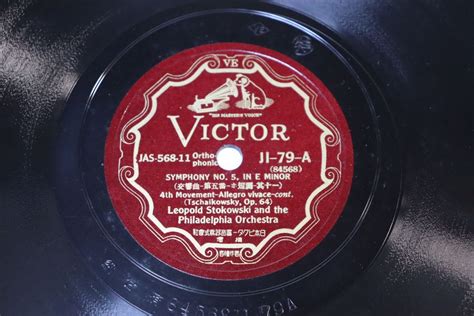 VE
"HIS MASTER'S VOICE"
VICTOR
JAS-568-11 Ortho-phonic JI-79-A
(84568)
SYMPHONY NO. 5, IN E MINOR
4th Movement-Allegro vivace-cont.
(Tschaikowsky, Op. 64)
Leopold Stokowski and the
Philadelphia Orchestra